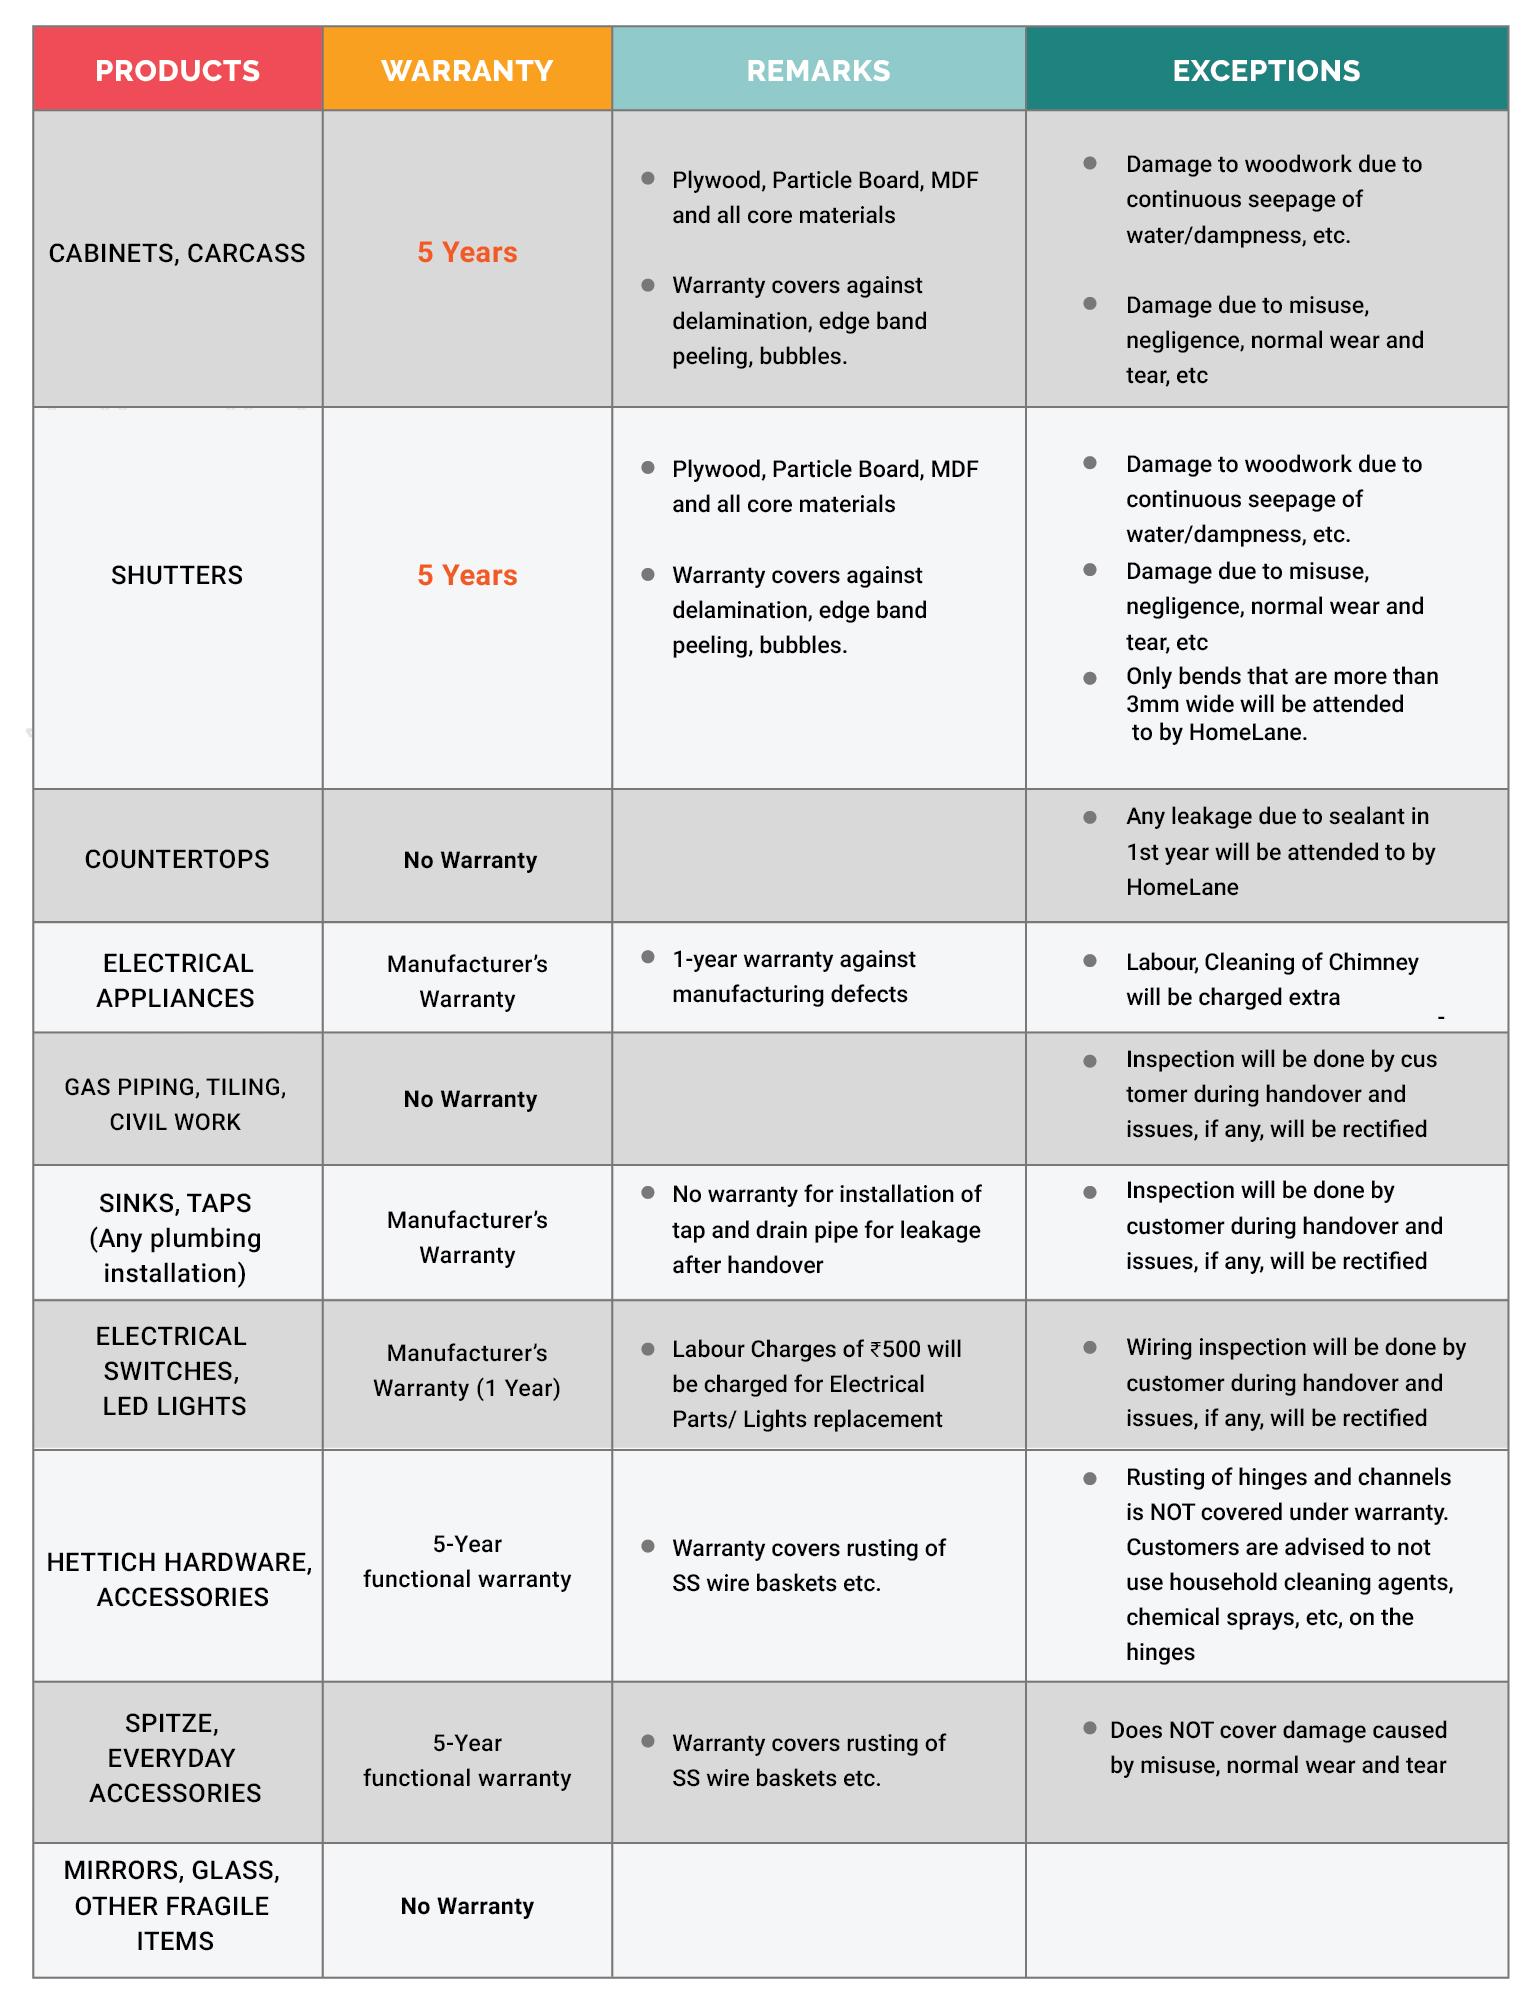 PRODUCTS
WARRANTY
REMARKS
EXCEPTIONS
CABINETS, CARCASS
5 Years
Plywood, Particle Board, MDF
and all core materials
Warranty covers against
delamination, edge band
peeling, bubbles.
Damage to woodwork due to
continuous seepage of
water/dampness, etc.
Damage due to misuse,
negligence, normal wear and
tear, etc
SHUTTERS
5 Years
Plywood, Particle Board, MDF
and all core materials
Warranty covers against
delamination, edge band
peeling, bubbles.
Damage to woodwork due to
continuous seepage of
water/dampness, etc.
Damage due to misuse,
negligence, normal wear and
tear, etc
Only bends that are more than
3mm wide will be attended
to by HomeLane.
COUNTERTOPS
No Warranty
Any leakage due to sealant in
1st year will be attended to by
HomeLane
ELECTRICAL
APPLIANCES
Manufacturer’s
Warranty
1-year warranty against
manufacturing defects
Labour, Cleaning of Chimney
will be charged extra
-
GAS PIPING, TILING,
CIVIL WORK
No Warranty
Inspection will be done by cus
tomer during handover and
issues, if any, will be rectified
SINKS, TAPS
(Any plumbing
installation)
Manufacturer’s
Warranty
No warranty for installation of
tap and drain pipe for leakage
after handover
Inspection will be done by
customer during handover and
issues, if any, will be rectified
ELECTRICAL
SWITCHES,
LED LIGHTS
Manufacturer’s
Warranty (1 Year)
Labour Charges of ₹500 will
be charged for Electrical
Parts/ Lights replacement
Wiring inspection will be done by
customer during handover and
issues, if any, will be rectified
HETTICH HARDWARE,
ACCESSORIES
5-Year
functional warranty
Warranty covers rusting of
SS wire baskets etc.
Rusting of hinges and channels
is NOT covered under warranty.
Customers are advised to not
use household cleaning agents,
chemical sprays, etc, on the
hinges
SPITZE,
EVERYDAY
ACCESSORIES
5-Year
functional warranty
Warranty covers rusting of
SS wire baskets etc.
Does NOT cover damage caused
by misuse, normal wear and tear
MIRRORS, GLASS,
OTHER FRAGILE
ITEMS
No Warranty